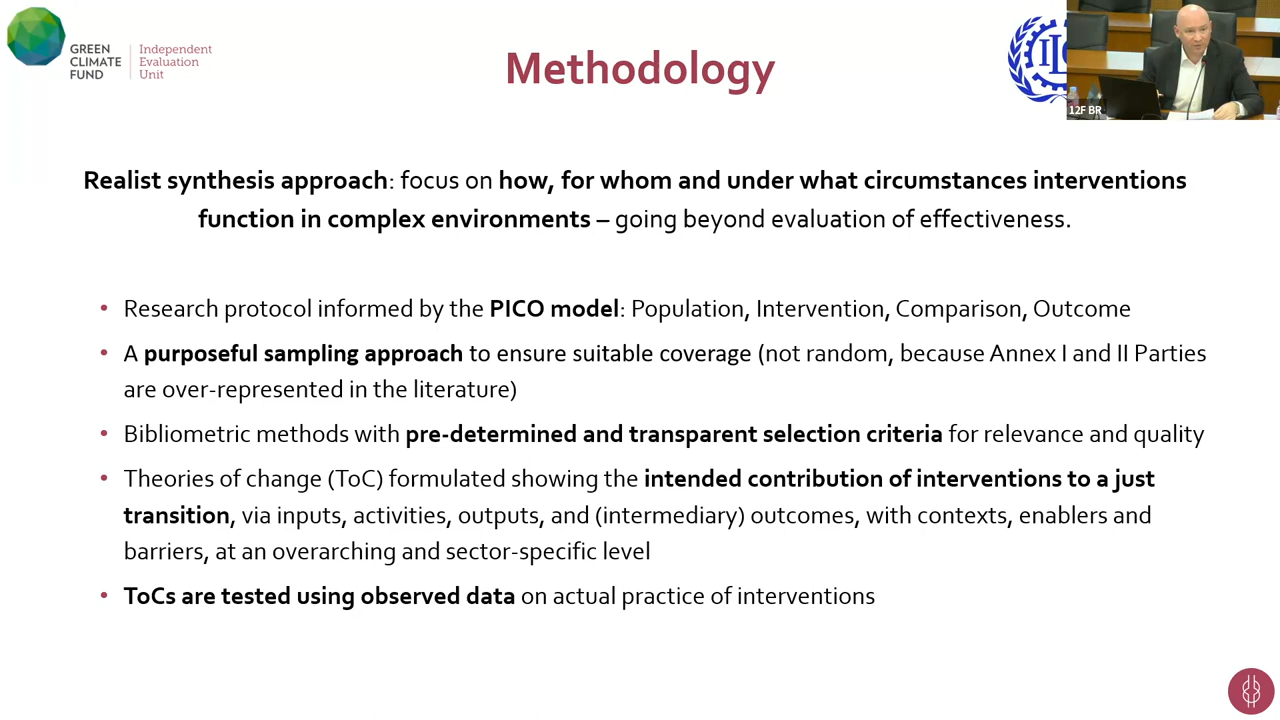 GREEN
CLIMATE
FUND
Independent
Evaluation
Unit
Methodology
IL
12F BR
Realist synthesis approach: focus on how, for whom and under what circumstances interventions
function in complex environments – going beyond evaluation of effectiveness.
• Research protocol informed by the PICO model: Population, Intervention, Comparison, Outcome
• A purposeful sampling approach to ensure suitable coverage (not random, because Annex I and II Parties
are over-represented in the literature)
• Bibliometric methods with pre-determined and transparent selection criteria for relevance and quality
• Theories of change (ToC) formulated showing the intended contribution of interventions to a just
transition, via inputs, activities, outputs, and (intermediary) outcomes, with contexts, enablers and
barriers, at an overarching and sector-specific level
• ToCs are tested using observed data on actual practice of interventions